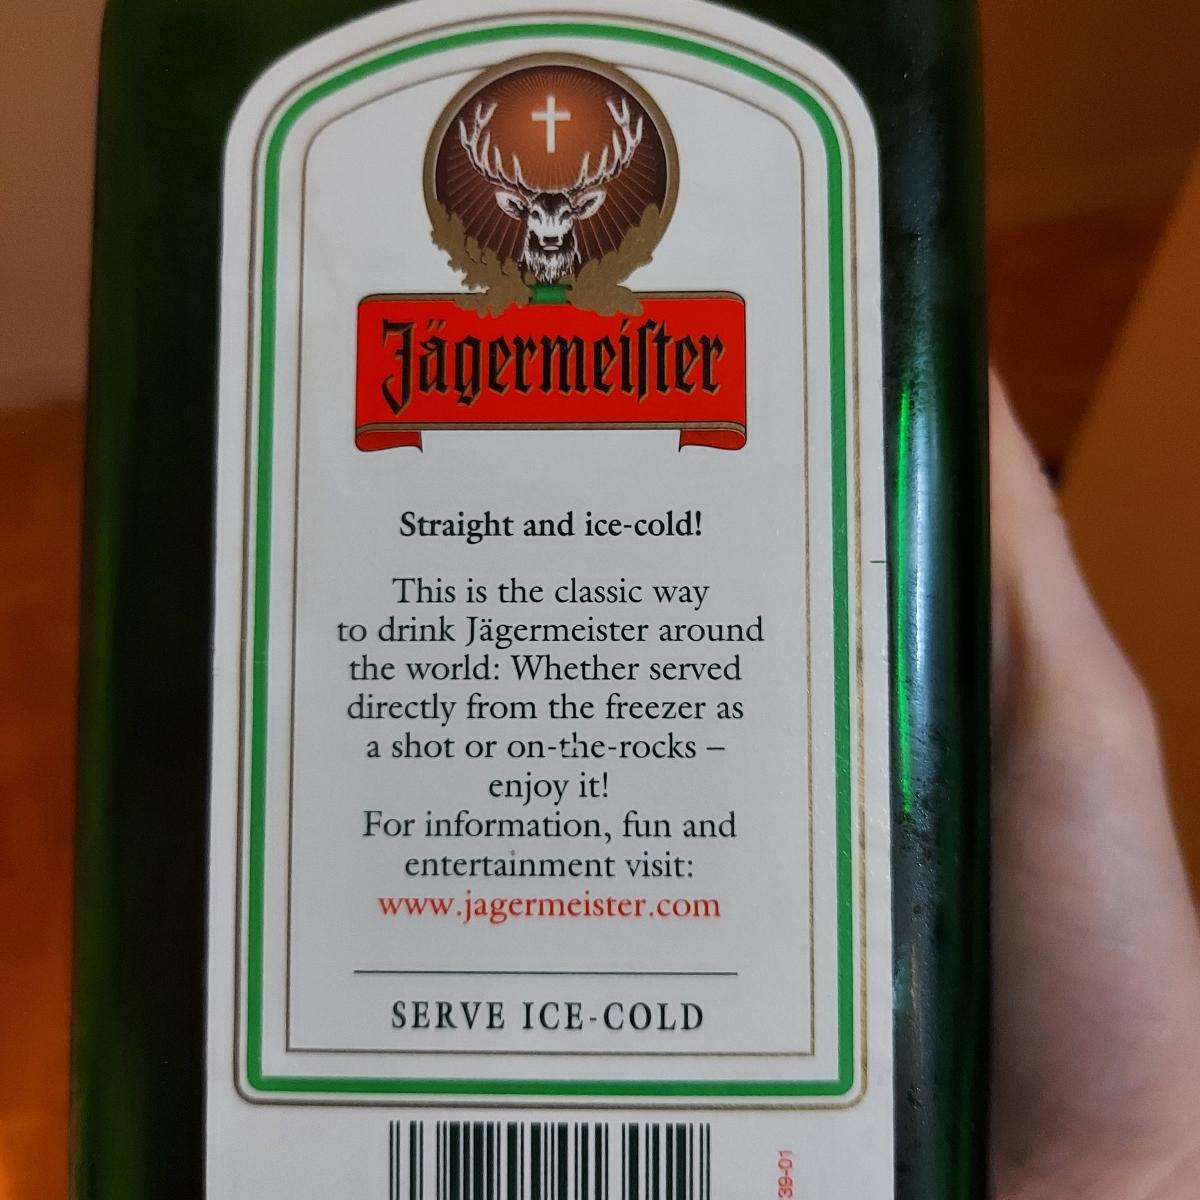 Jägermeiſter
Straight and ice-cold!
This is the classic way
to drink Jägermeister around
the world: Whether served
directly from the freezer as
a shot or on-the-rocks –
enjoy it!
For information, fun and
entertainment visit:
www.jagermeister.com
SERVE ICE-COLD
39-01